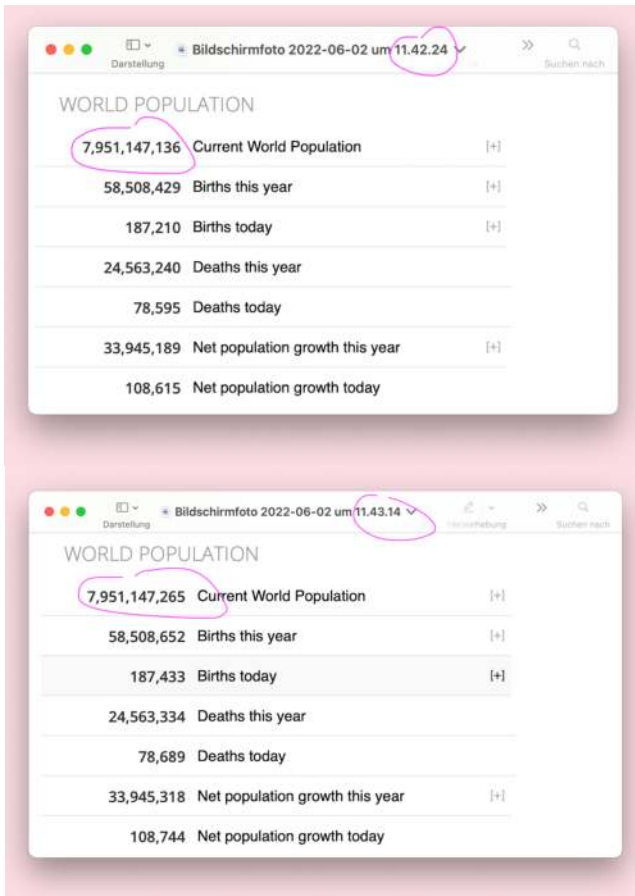 Bildschirmfoto 2022-06-02 um 11.42.24
Darstellung
Suchen nach
WORLD POPULATION
7,951,147,136 Current World Population [+]
58,508,429 Births this year [+]
187,210 Births today [+]
24,563,240 Deaths this year
78,595 Deaths today
33,945,189 Net population growth this year [+]
108,615 Net population growth today
Bildschirmfoto 2022-06-02 um 11.43.14
Darstellung
Hervorhebung
Suchen nach
WORLD POPULATION
7,951,147,265 Current World Population [+]
58,508,652 Births this year [+]
187,433 Births today [+]
24,563,334 Deaths this year
78,689 Deaths today
33,945,318 Net population growth this year [+]
108,744 Net population growth today